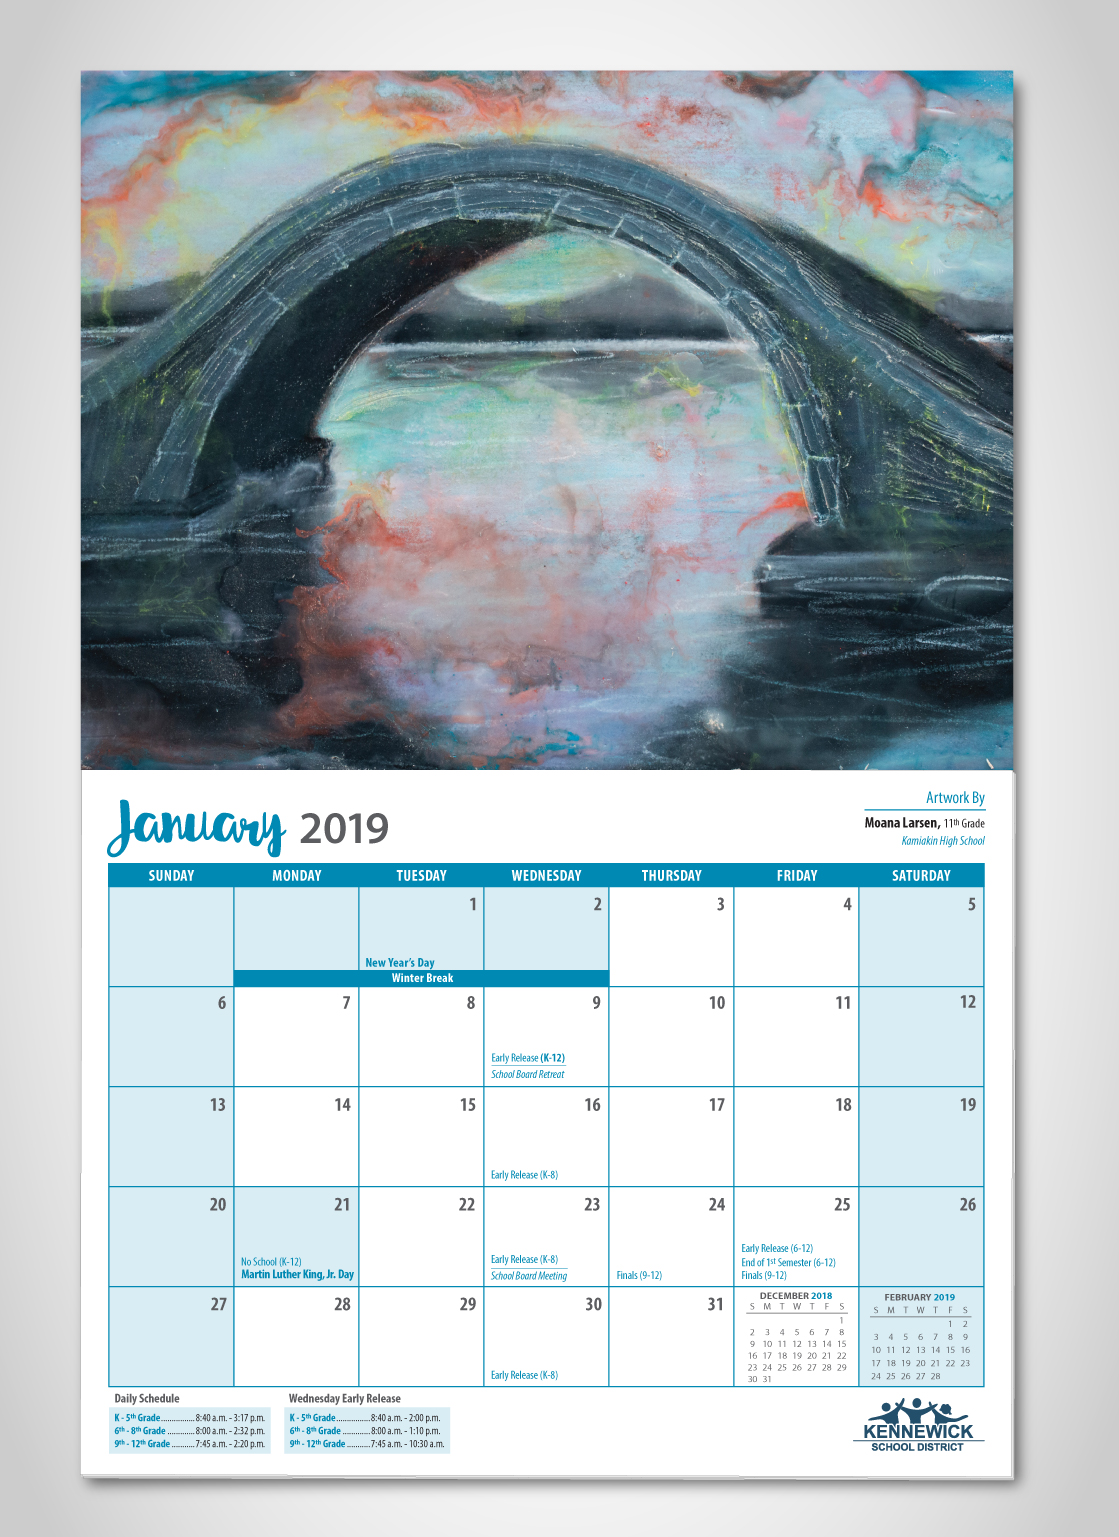 January 2019
Artwork By
Moana Larsen, 11th Grade
Kamiakin High School
SUNDAY MONDAY TUESDAY WEDNESDAY THURSDAY FRIDAY SATURDAY
1 2 3 4 5
New Year's Day
Winter Break
6 7 8 9 10 11 12
Early Release (K-12)
School Board Retreat
13 14 15 16 17 18 19
Early Release (K-8)
20 21 22 23 24 25 26
No School (K-12)
Martin Luther King, Jr. Day
Early Release (K-8)
School Board Meeting
Finals (9-12)
Early Release (6-12)
End of 1st Semester (6-12)
Finals (9-12)
27 28 29 30 31
Early Release (K-8)
DECEMBER 2018
S M T W T F S
1
2 3 4 5 6 7 8
9 10 11 12 13 14 15
16 17 18 19 20 21 22
23 24 25 26 27 28 29
30 31
FEBRUARY 2019
S M T W T F S
1 2
3 4 5 6 7 8 9
10 11 12 13 14 15 16
17 18 19 20 21 22 23
24 25 26 27 28
Daily Schedule
K - 5th Grade...............8:40 a.m. - 3:17 p.m.
6th - 8th Grade............8:00 a.m. - 2:32 p.m.
9th - 12th Grade..........7:45 a.m. - 2:20 p.m.
Wednesday Early Release
K - 5th Grade...............8:40 a.m. - 2:00 p.m.
6th - 8th Grade............8:00 a.m. - 1:10 p.m.
9th - 12th Grade..........7:45 a.m. - 10:30 a.m.
KENNEWICK
SCHOOL DISTRICT